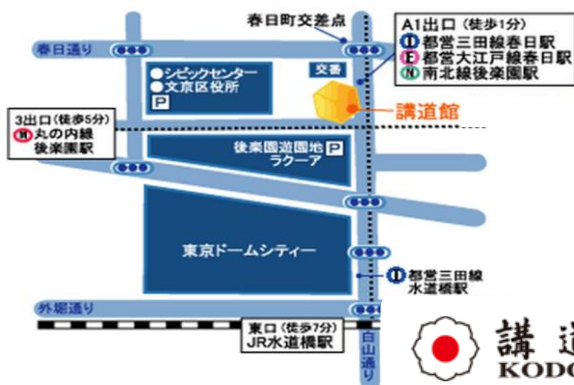 春日町交差点
A1出口(徒歩1分)
I 都営三田線春日駅
E 都営大江戸線春日駅
N 南北線後楽園駅
春日通り
シビックセンター
文京区役所
P
交番
講道館
3出口(徒歩5分)
M 丸の内線
後楽園駅
後楽園遊園地 P
ラクーア
東京ドームシティー
I 都営三田線
水道橋駅
外堀通り
東口(徒歩7分)
JR水道橋駅
白山通り
講道
KODO